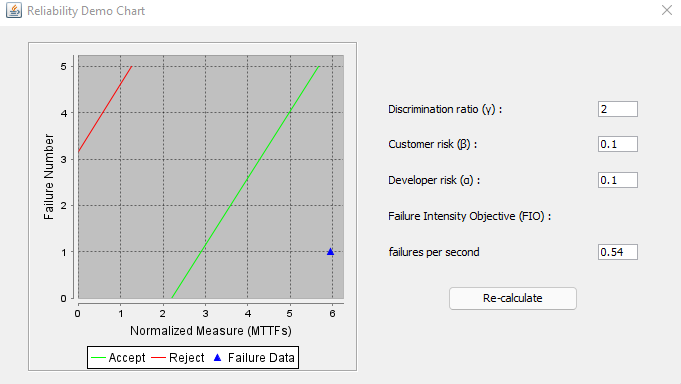 Reliability Demo Chart
5
4
3
2
1
0
Failure Number
0 1 2 3 4 5 6
Normalized Measure (MTTFs)
Accept Reject Failure Data
Discrimination ratio (γ) : 2
Customer risk (β) : 0.1
Developer risk (α) : 0.1
Failure Intensity Objective (FIO) :
failures per second 0.54
Re-calculate